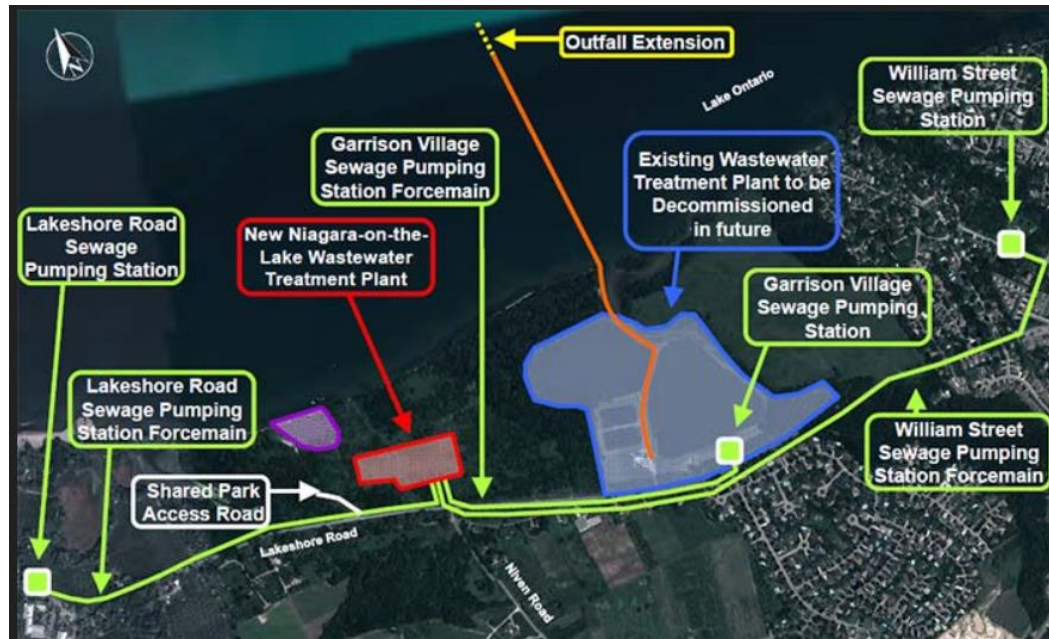 N
Outfall Extension
Lake Ontario
William Street
Sewage Pumping
Station
Garrison Village
Sewage Pumping
Station Forcemain
Existing Wastewater
Treatment Plant to be
Decommissioned
in future
Lakeshore Road
Sewage
Pumping Station
New Niagara-on-the-
Lake Wastewater
Treatment Plant
Garrison Village
Sewage Pumping
Station
Lakeshore Road
Sewage Pumping
Station Forcemain
William Street
Sewage Pumping
Station Forcemain
Shared Park
Access Road
Lakeshore Road
Niven Road